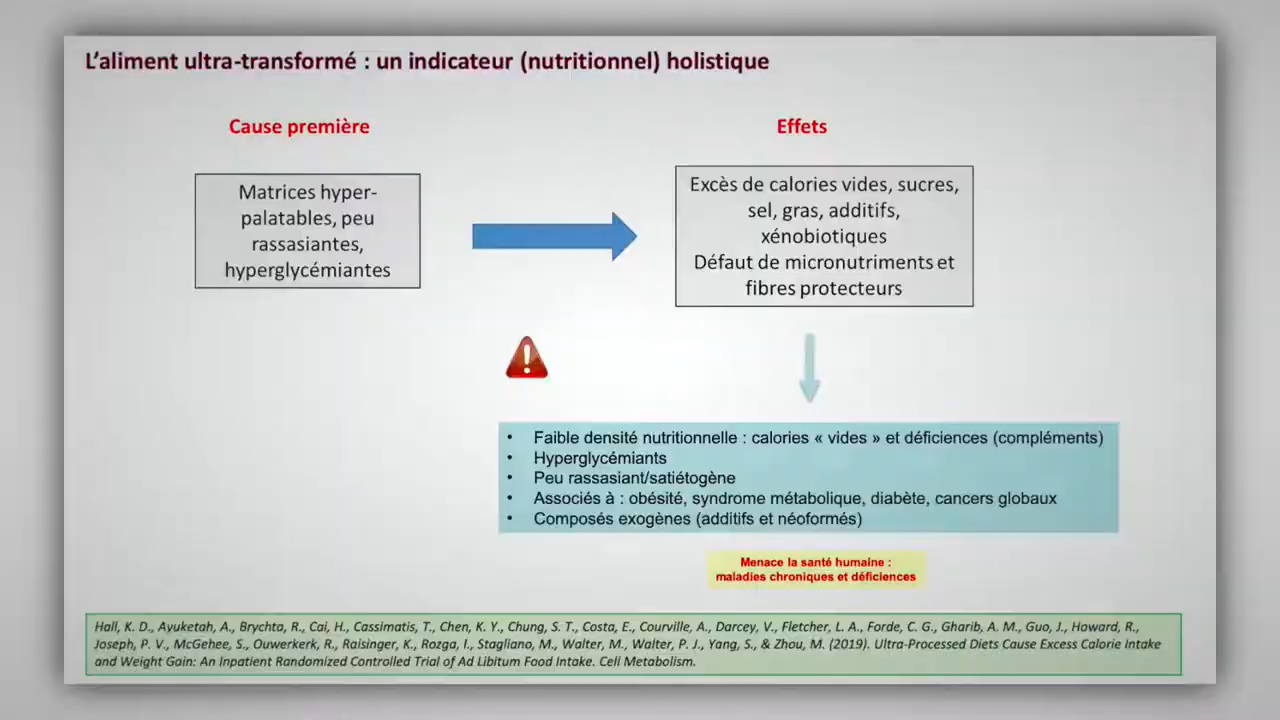 L'aliment ultra-transformé : un indicateur (nutritionnel) holistique
Cause première
Effets
Matrices hyper-
palatables, peu
rassasiantes,
hyperglycémiantes
Excès de calories vides, sucres,
sel, gras, additifs,
xénobiotiques
Défaut de micronutriments et
fibres protecteurs
• Faible densité nutritionnelle : calories « vides » et déficiences (compléments)
• Hyperglycémiants
• Peu rassasiant/satiétogène
• Associés à : obésité, syndrome métabolique, diabète, cancers globaux
• Composés exogènes (additifs et néoformés)
Menace la santé humaine :
maladies chroniques et déficiences
Hall, K. D., Ayuketah, A., Brychta, R., Cai, H., Cassimatis, T., Chen, K. Y., Chung, S. T., Costa, E., Courville, A., Darcey, V., Fletcher, L. A., Forde, C. G., Gharib, A. M., Guo, J., Howard, R.,
Joseph, P. V., McGehee, S., Ouwerkerk, R., Raisinger, K., Rozga, I., Stagliano, M., Walter, M., Walter, P. J., Yang, S., & Zhou, M. (2019). Ultra-Processed Diets Cause Excess Calorie Intake
and Weight Gain: An Inpatient Randomized Controlled Trial of Ad Libitum Food Intake. Cell Metabolism.